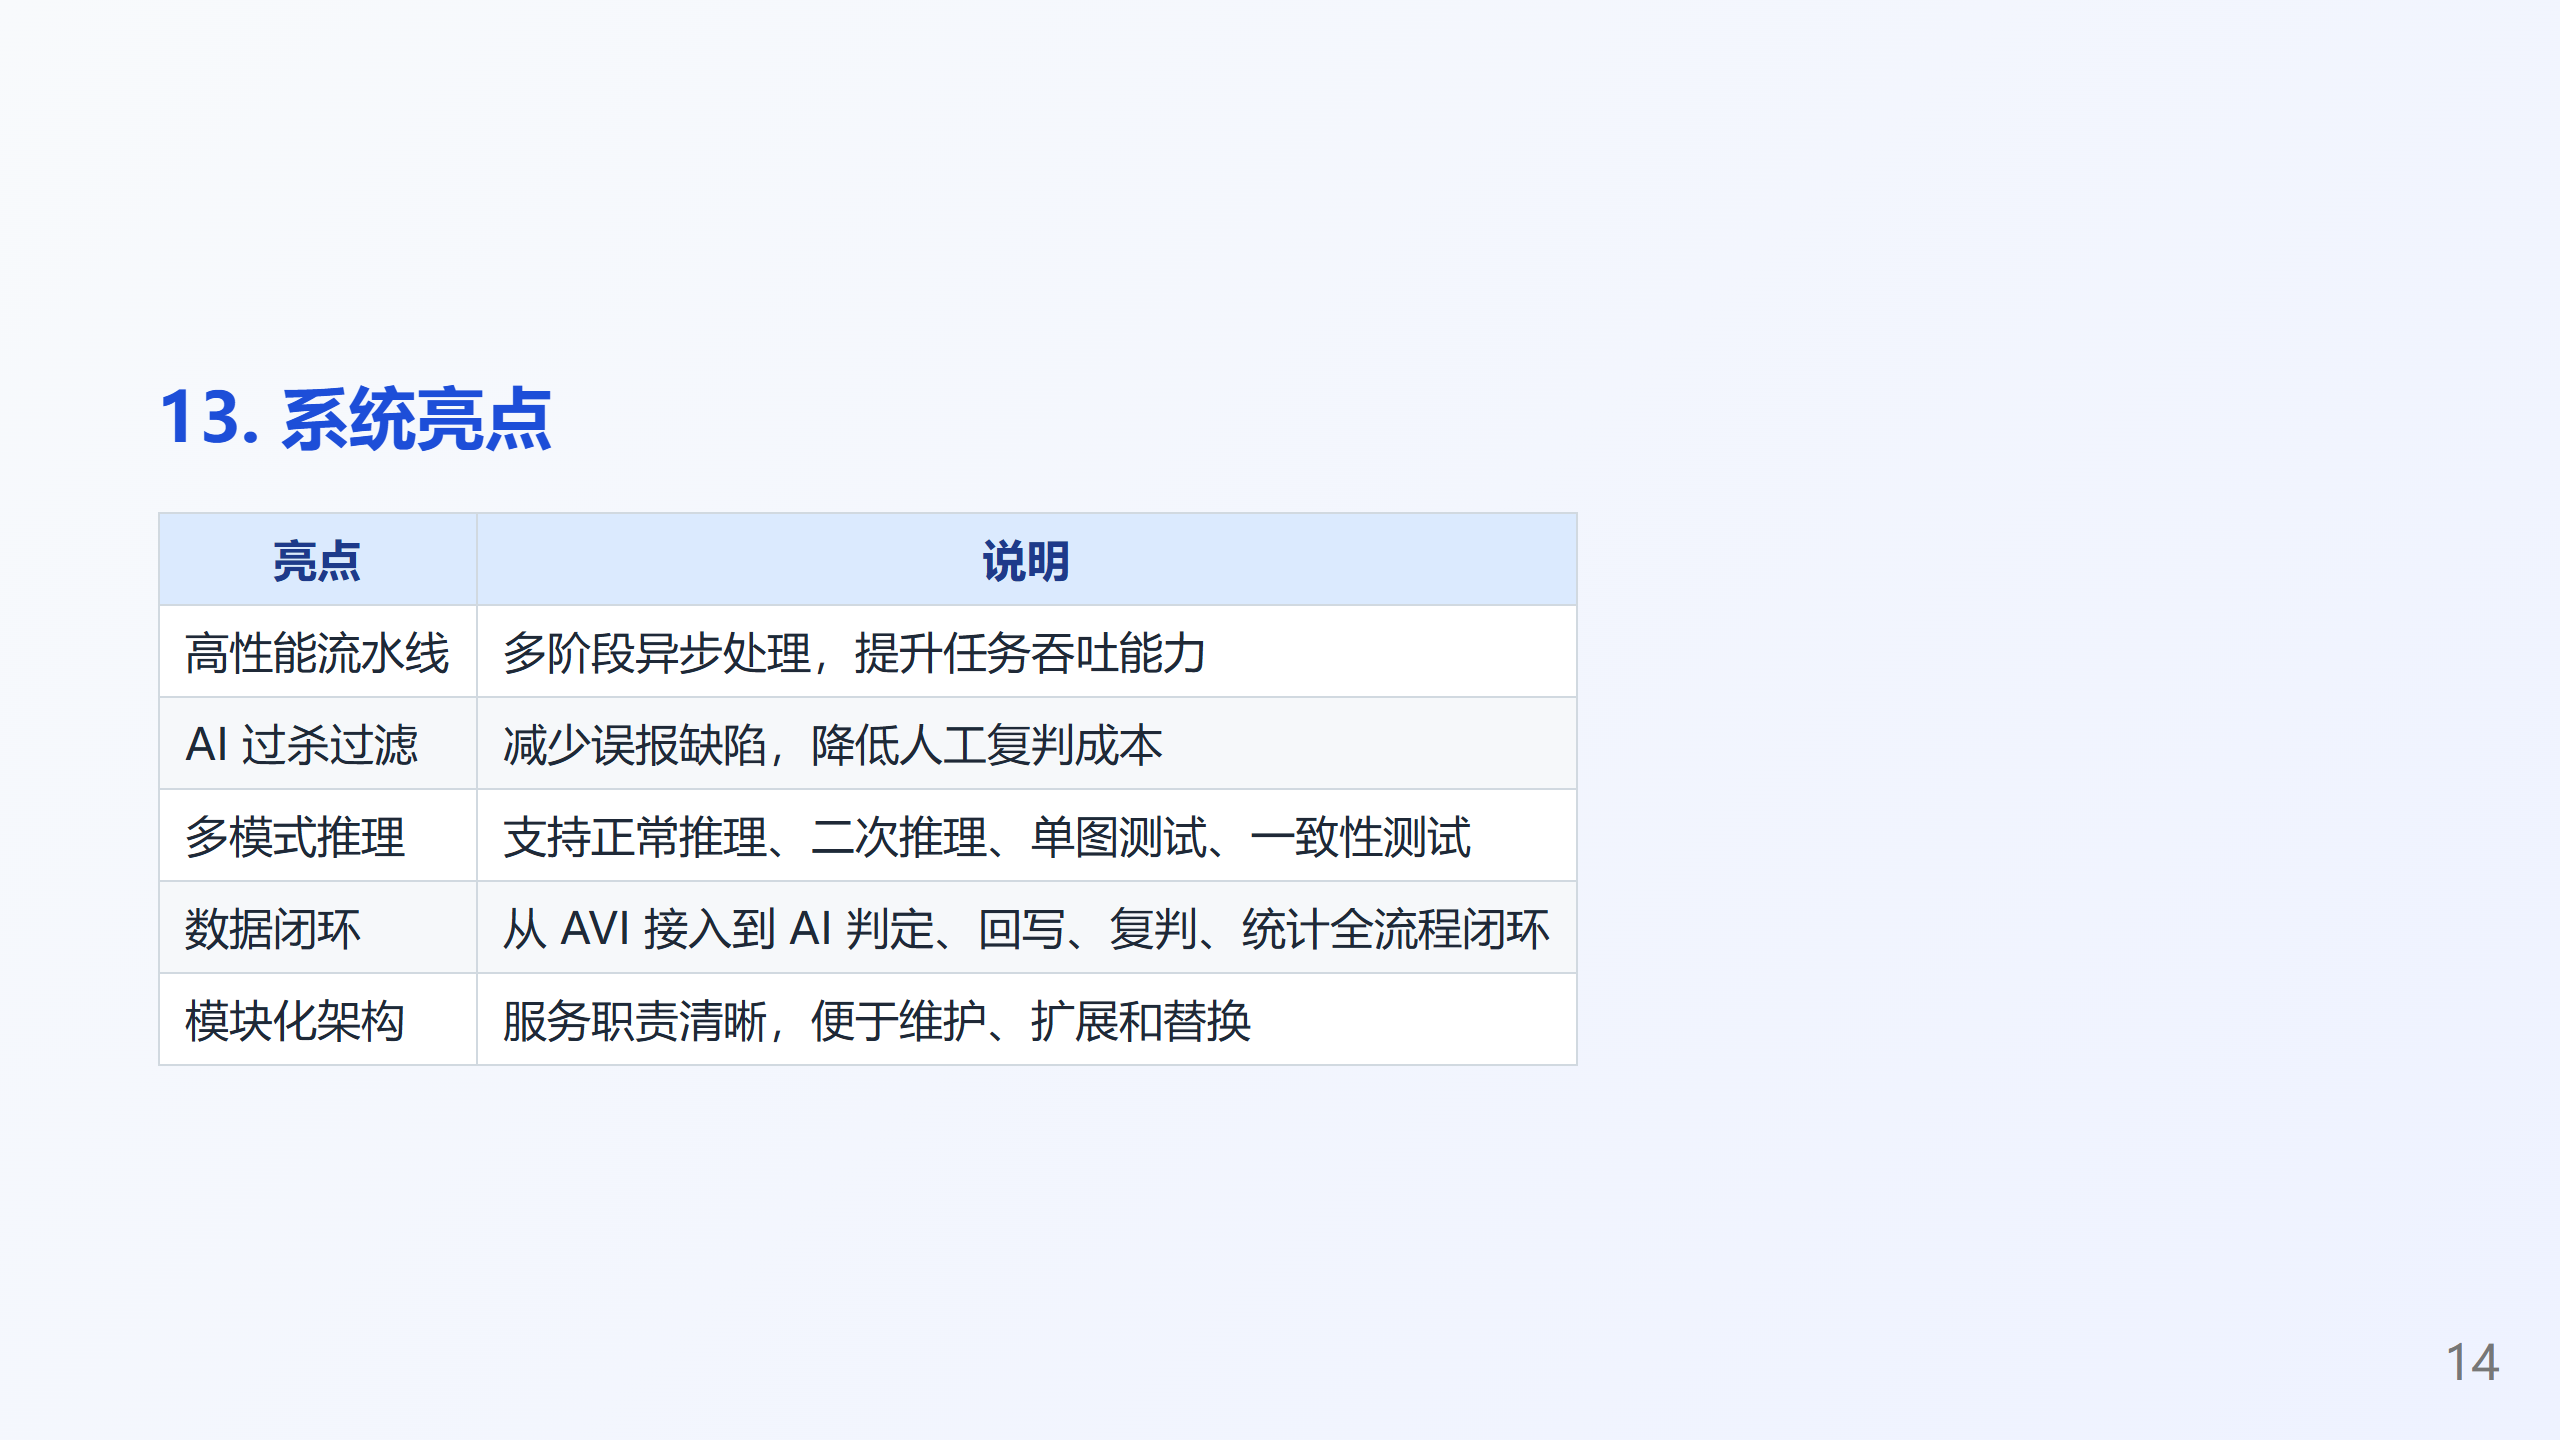 13. 系统亮点
亮点 说明
高性能流水线 多阶段异步处理，提升任务吞吐能力
AI 过杀过滤 减少误报缺陷，降低人工复判成本
多模式推理 支持正常推理、二次推理、单图测试、一致性测试
数据闭环 从 AVI 接入到 AI 判定、回写、复判、统计全流程闭环
模块化架构 服务职责清晰，便于维护、扩展和替换
14